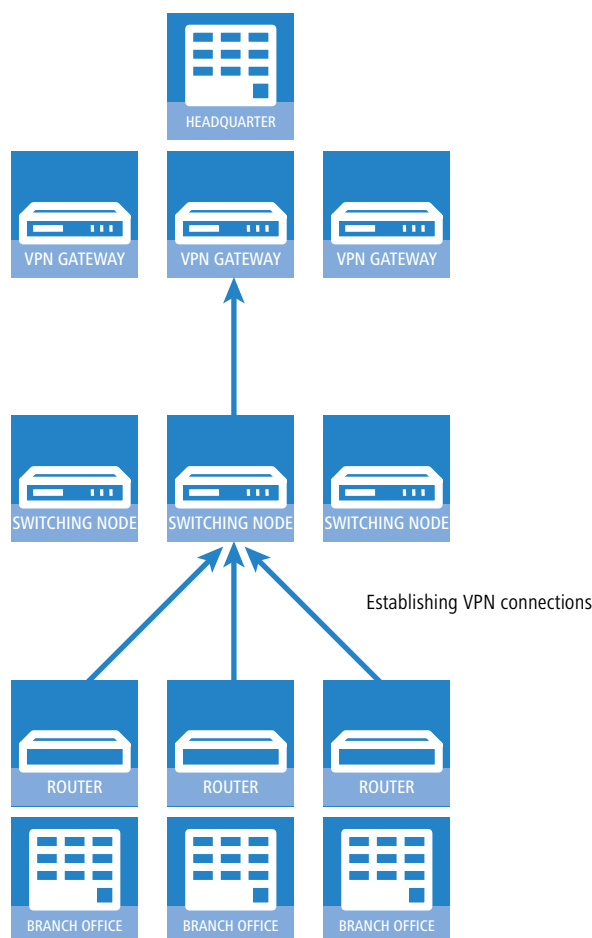 HEADQUARTER
VPN GATEWAY
VPN GATEWAY
VPN GATEWAY
SWITCHING NODE
SWITCHING NODE
SWITCHING NODE
Establishing VPN connections
ROUTER
ROUTER
ROUTER
BRANCH OFFICE
BRANCH OFFICE
BRANCH OFFICE